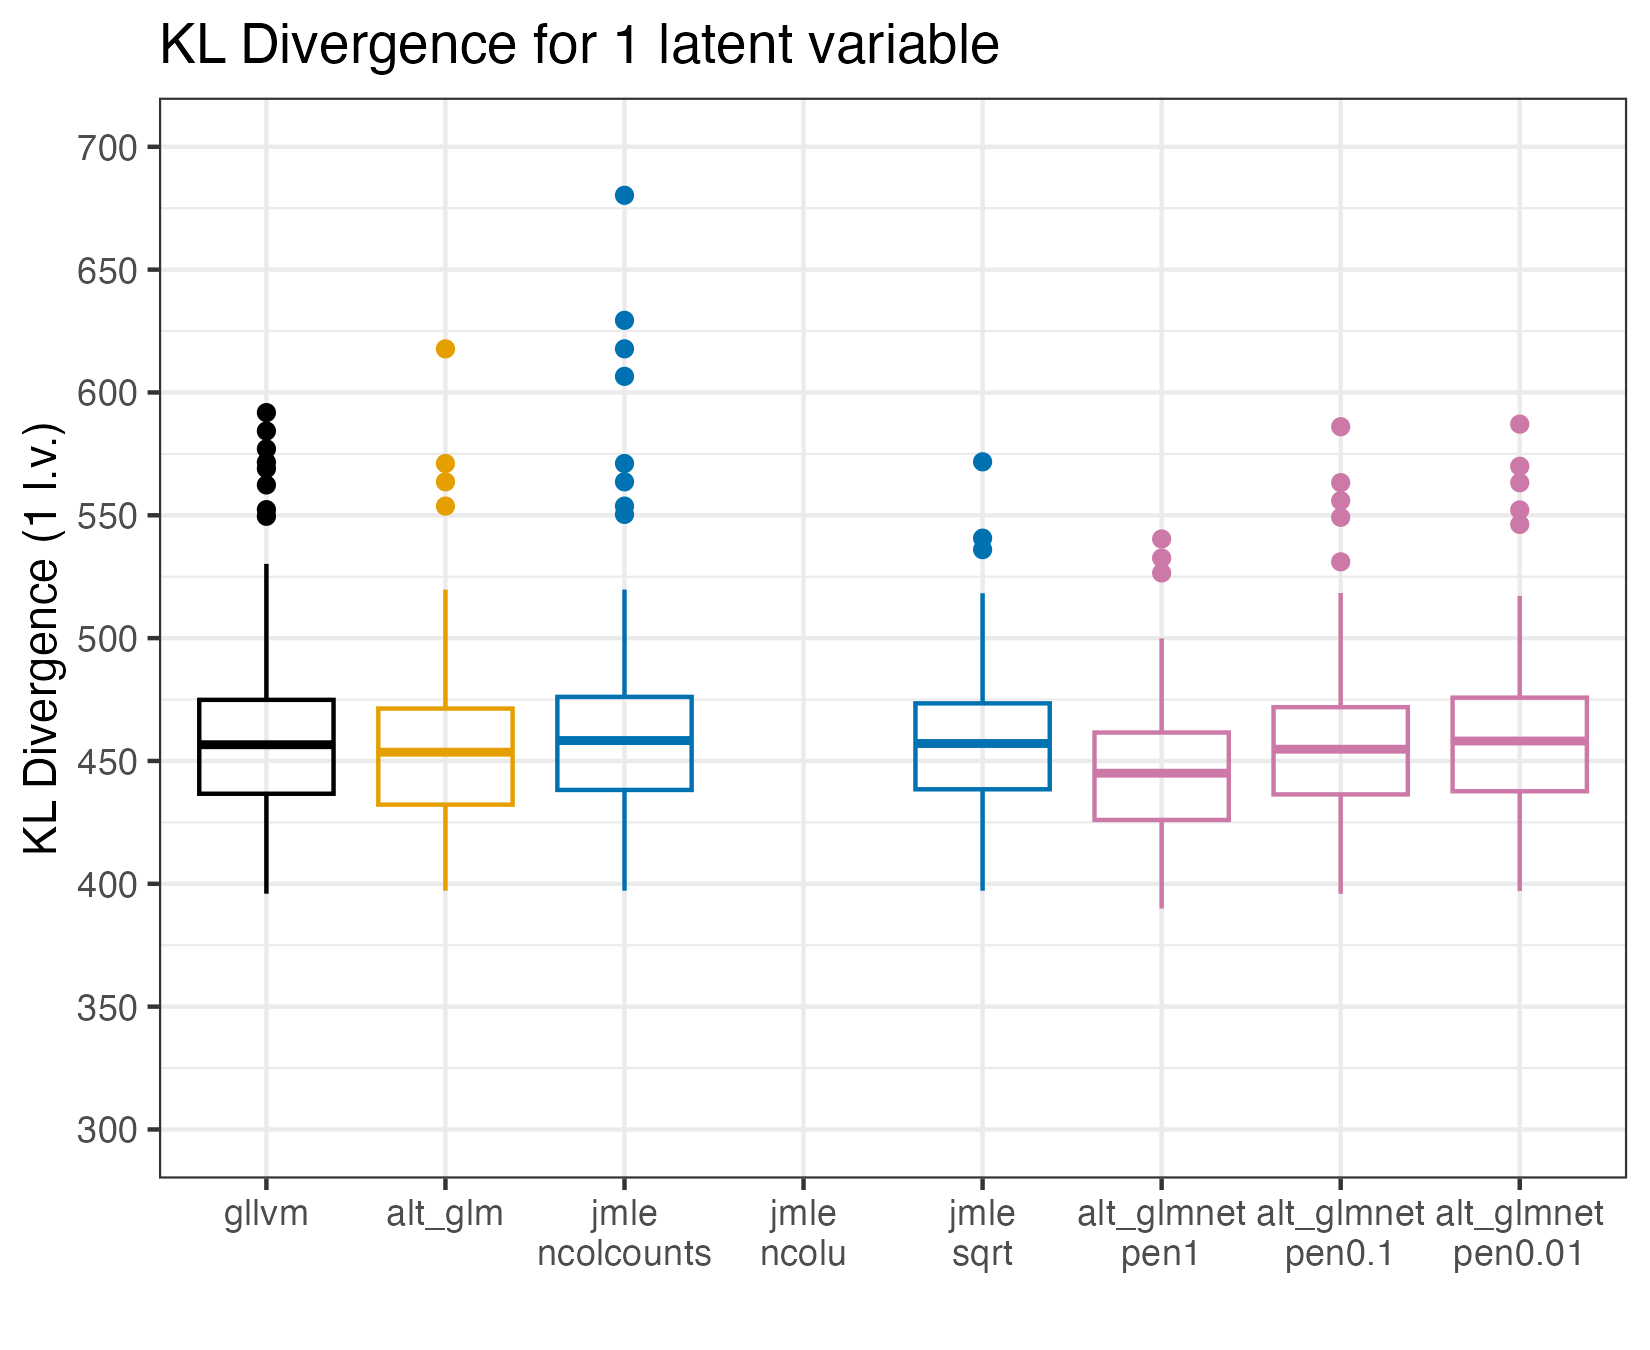 KL Divergence for 1 latent variable
KL Divergence (1 l.v.)
700
650
600
550
500
450
400
350
300
gllvm alt_glm jmle jmle jmle alt_glmnet alt_glmnet alt_glmnet
ncolcounts ncolu sqrt pen1 pen0.1 pen0.01